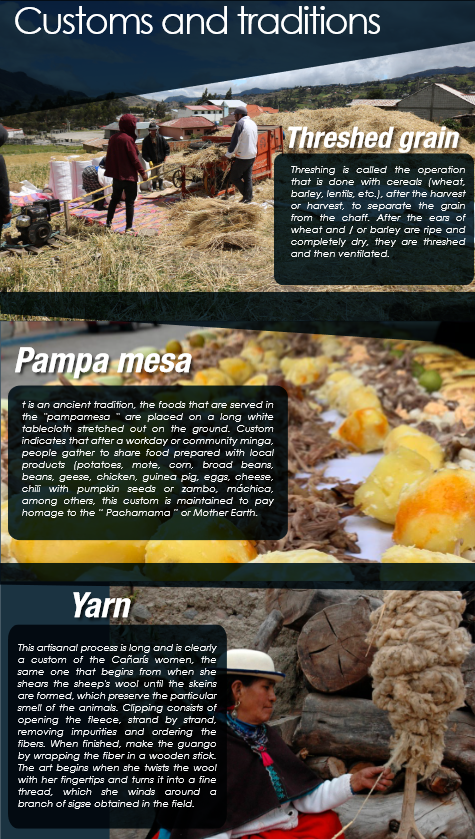 Customs and traditions
Threshed grain
Threshing is called the operation
that is done with cereals (wheat,
barley, lentils, etc.), after the harvest
or harvest, to separate the grain
from the chaff. After the ears of
wheat and / or barley are ripe and
completely dry, they are threshed
and then ventilated.
Pampa mesa
t is an ancient tradition, the foods that are served in
the "pampamesa " are placed on a long white
tablecloth stretched out on the ground. Custom
indicates that after a workday or community minga,
people gather to share food prepared with local
products (potatoes, mote, corn, broad beans,
beans, geese, chicken, guinea pig, eggs, cheese,
chili with pumpkin seeds or zambo, máchica,
among others, this custom is maintained to pay
homage to the " Pachamama " or Mother Earth.
Yarn
This artisanal process is long and is clearly
a custom of the Cañarís women, the
same one that begins from when she
shears the sheep's wool until the skeins
are formed, which preserve the particular
smell of the animals. Clipping consists of
opening the fleece, strand by strand,
removing impurities and ordering the
fibers. When finished, make the guango
by wrapping the fiber in a wooden stick.
The art begins when she twists the wool
with her fingertips and turns it into a fine
thread, which she winds around a
branch of sigse obtained in the field.